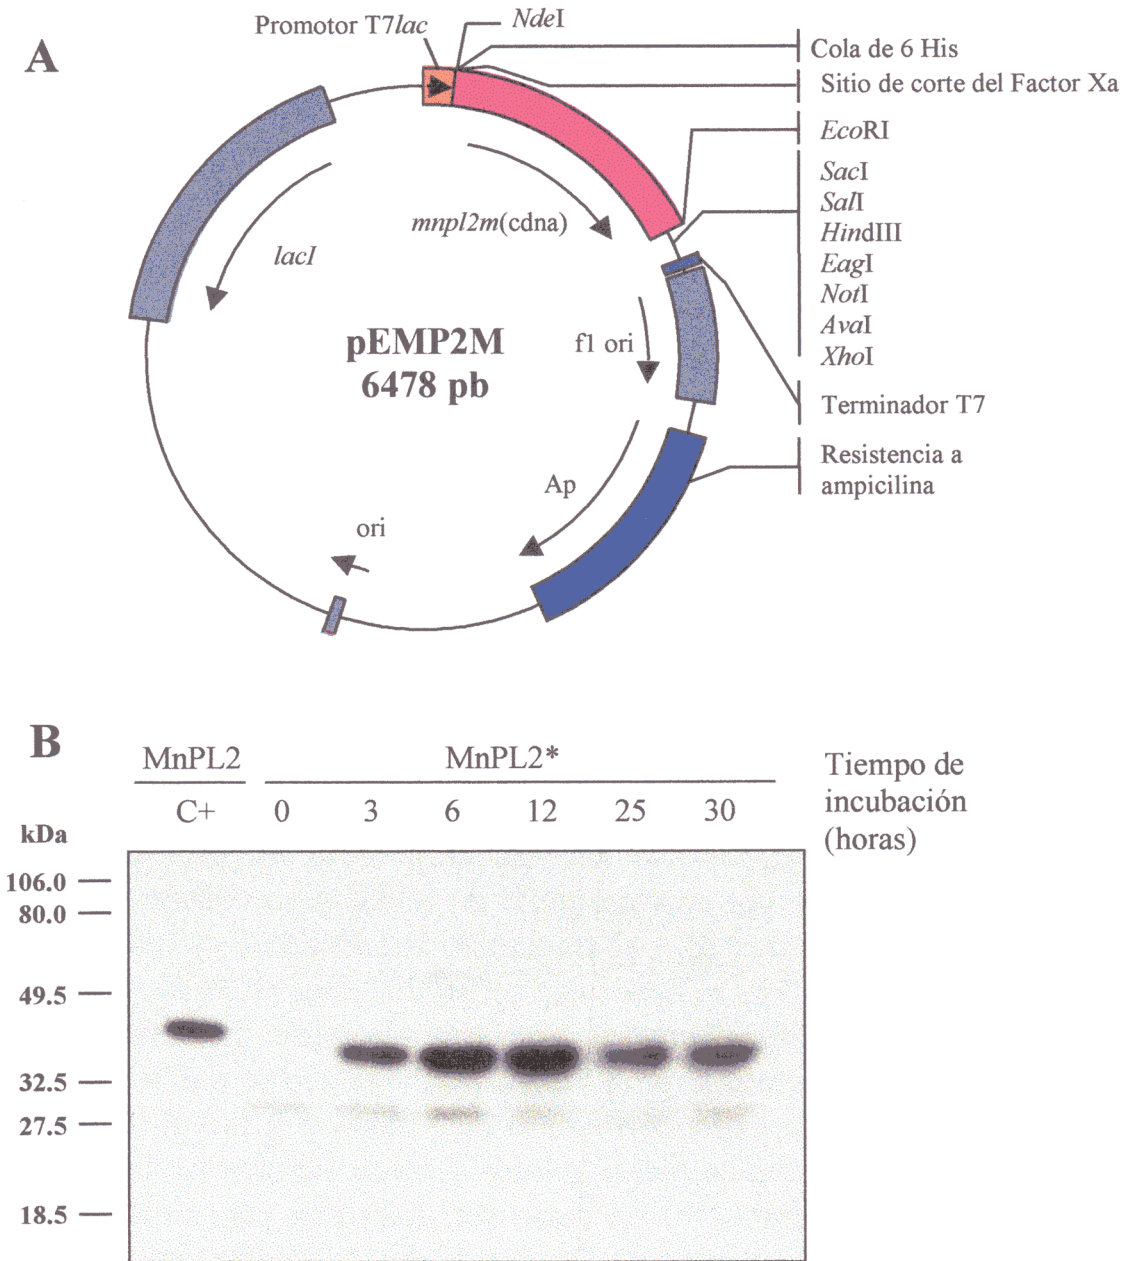 A
Promotor T7lac
NdeI
Cola de 6 His
Sitio de corte del Factor Xa
EcoRI
SacI
SalI
HindIII
EagI
NotI
AvaI
XhoI
Terminador T7
Resistencia a
ampicilina
mnpl2m(cdna)
lacI
pEMP2M
6478 pb
f1 ori
Ap
ori
B
MnPL2
MnPL2*
Tiempo de
incubación
(horas)
C+ 0 3 6 12 25 30
kDa
106.0
80.0
49.5
32.5
27.5
18.5